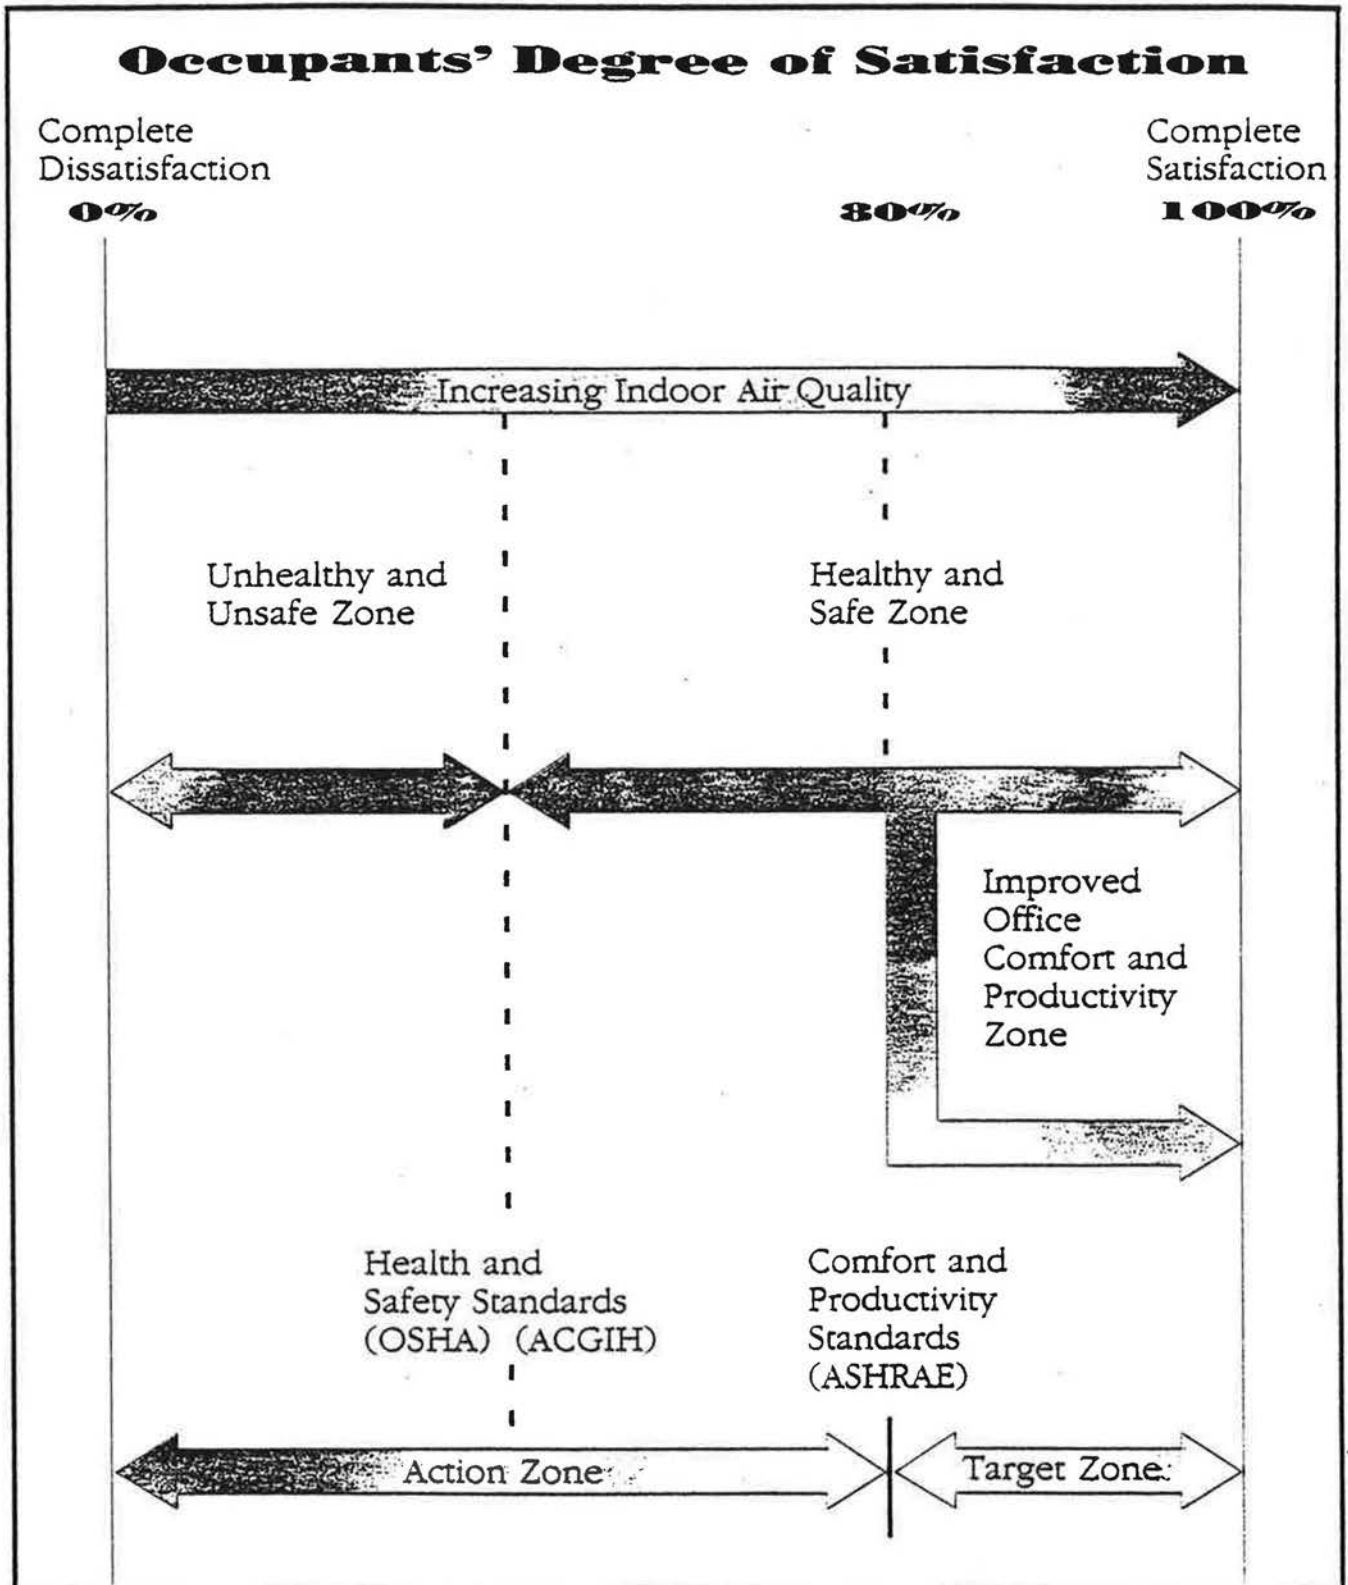 Occupants' Degree of Satisfaction
Complete
Dissatisfaction
0%
80%
Complete
Satisfaction
100%
Increasing Indoor Air Quality
Unhealthy and
Unsafe Zone
Healthy and
Safe Zone
Improved
Office
Comfort and
Productivity
Zone
Health and
Safety Standards
(OSHA) (ACGIH)
Comfort and
Productivity
Standards
(ASHRAE)
Action Zone
Target Zone